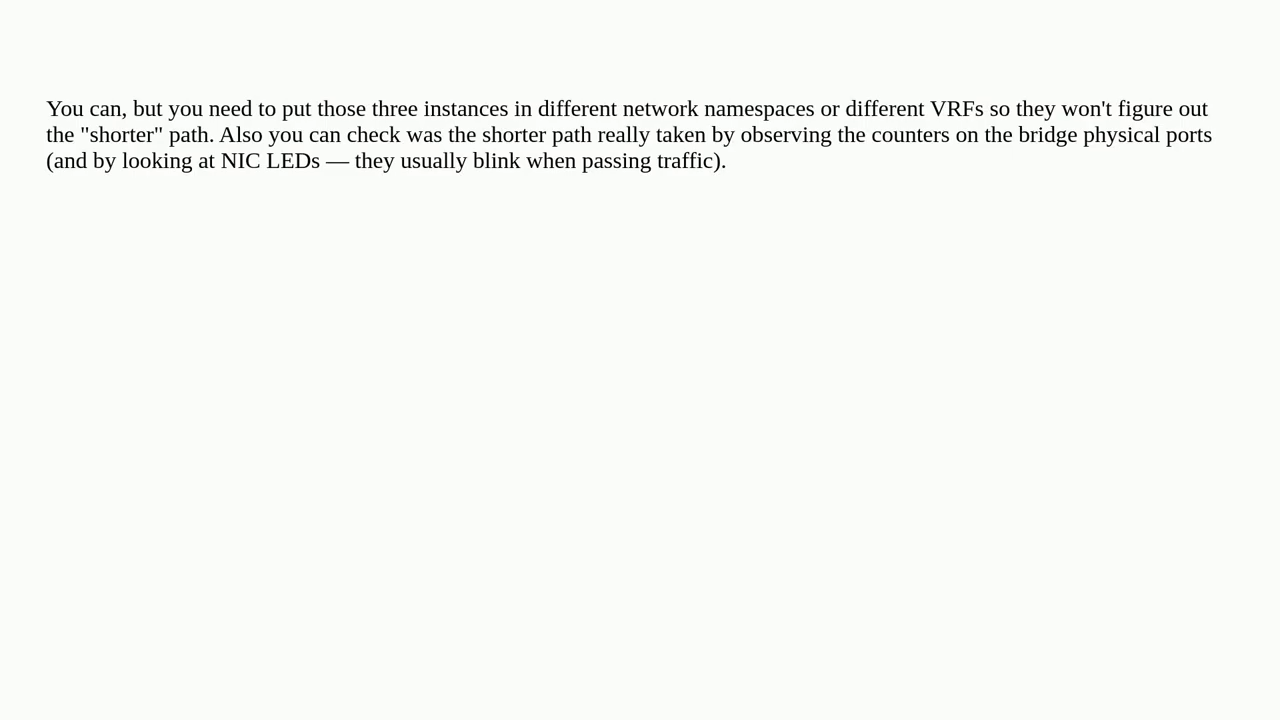 You can, but you need to put those three instances in different network namespaces or different VRFs so they won't figure out
the "shorter" path. Also you can check was the shorter path really taken by observing the counters on the bridge physical ports
(and by looking at NIC LEDs — they usually blink when passing traffic).